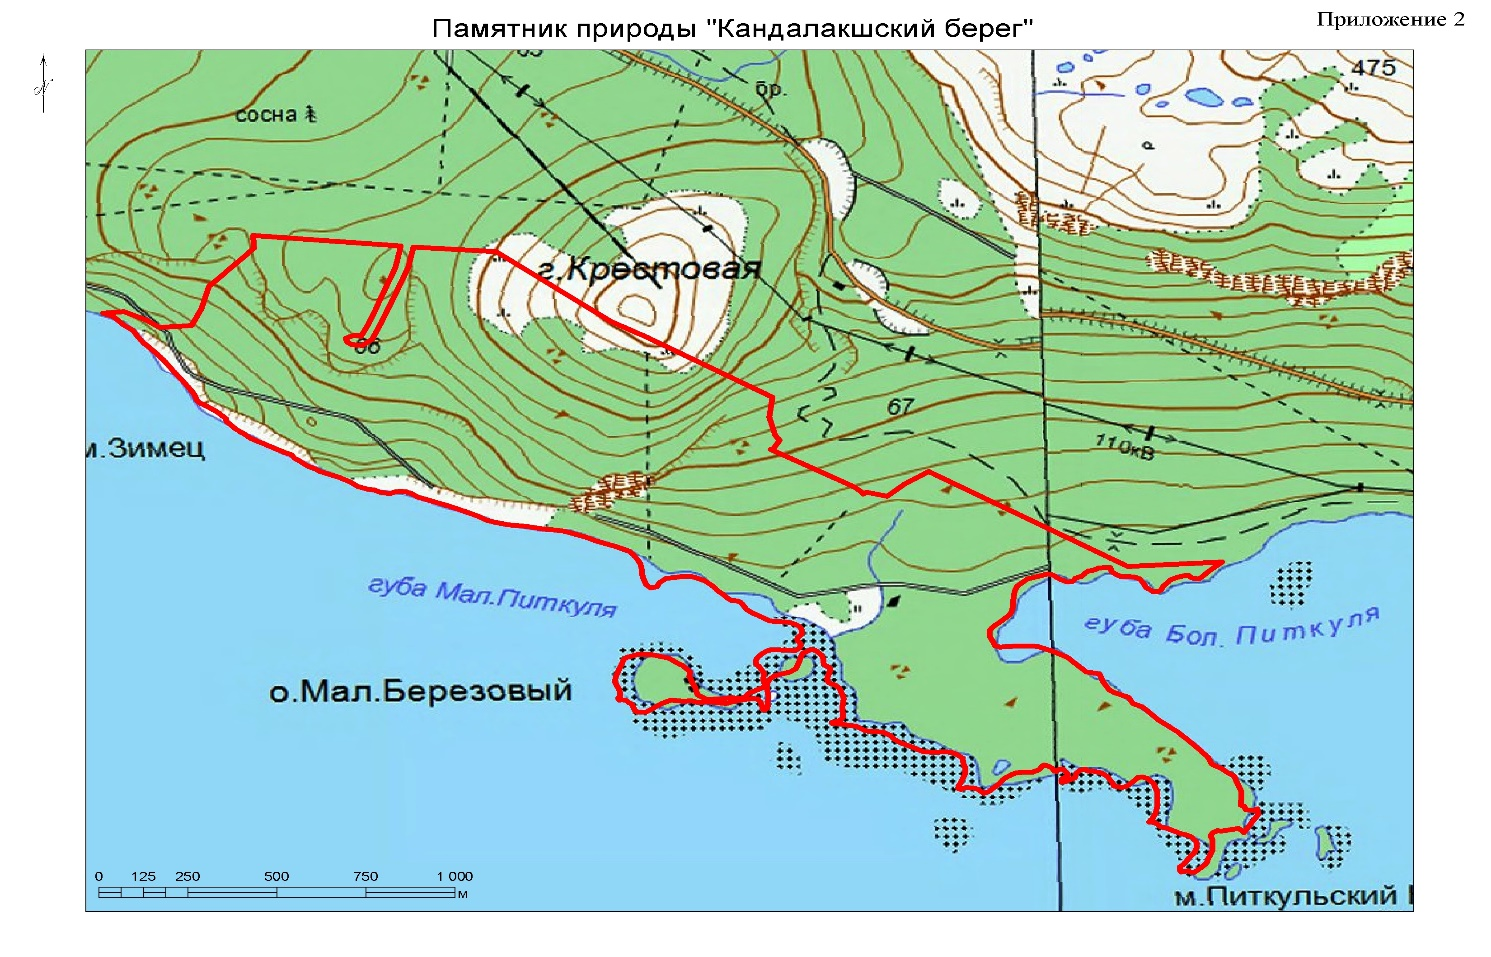 Приложение 2
Памятник природы "Кандалакшский берег"
N
475
бр.
сосна
г.Крестовая
66
67
110кВ
м.Зимец
губа Мал.Питкуля
губа Бол. Питкуля
о.Мал.Березовый
м.Питкульский
0 125 250 500 750 1 000
м